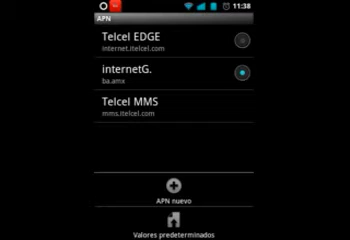 11:38
APN
Telcel EDGE
internet.itelcel.com
internetG.
ba.amx
Telcel MMS
mms.itelcel.com
APN nuevo
Valores predeterminados